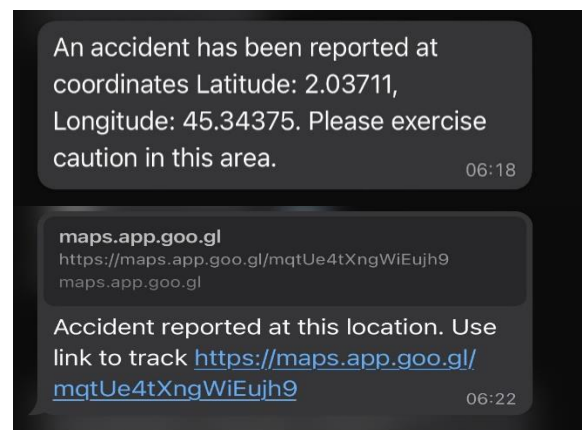 An accident has been reported at
coordinates Latitude: 2.03711,
Longitude: 45.34375. Please exercise
caution in this area.
06:18
maps.app.goo.gl
https://maps.app.goo.gl/mqtUe4tXngWiEujh9
maps.app.goo.gl
Accident reported at this location. Use
link to track https://maps.app.goo.gl/
mqtUe4tXngWiEujh9
06:22